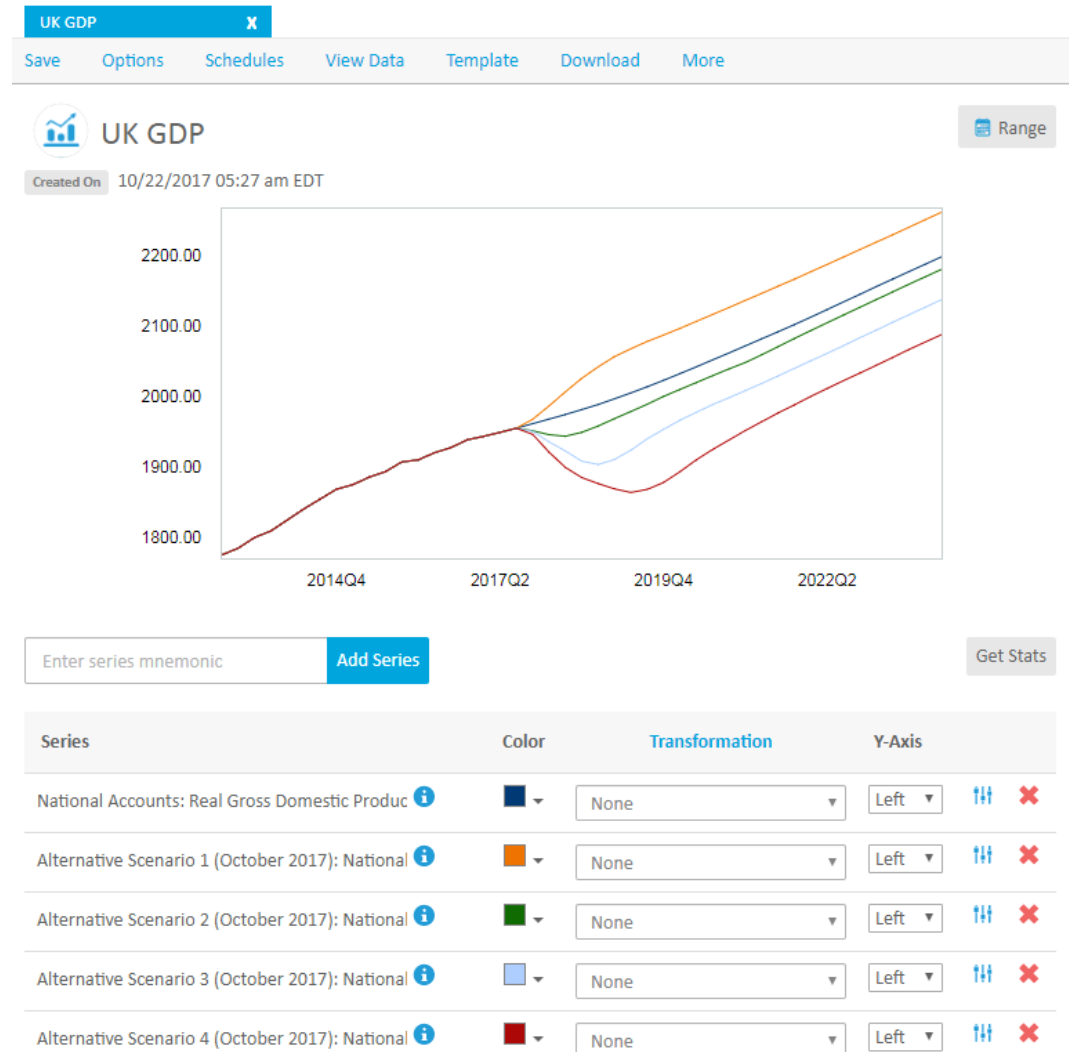 UK GDP X
Save Options Schedules View Data Template Download More
UK GDP
Range
Created On 10/22/2017 05:27 am EDT
2200.00
2100.00
2000.00
1900.00
1800.00
2014Q4 2017Q2 2019Q4 2022Q2
Enter series mnemonic Add Series Get Stats
Series Color Transformation Y-Axis
National Accounts: Real Gross Domestic Produc None Left
Alternative Scenario 1 (October 2017): National None Left
Alternative Scenario 2 (October 2017): National None Left
Alternative Scenario 3 (October 2017): National None Left
Alternative Scenario 4 (October 2017): National None Left